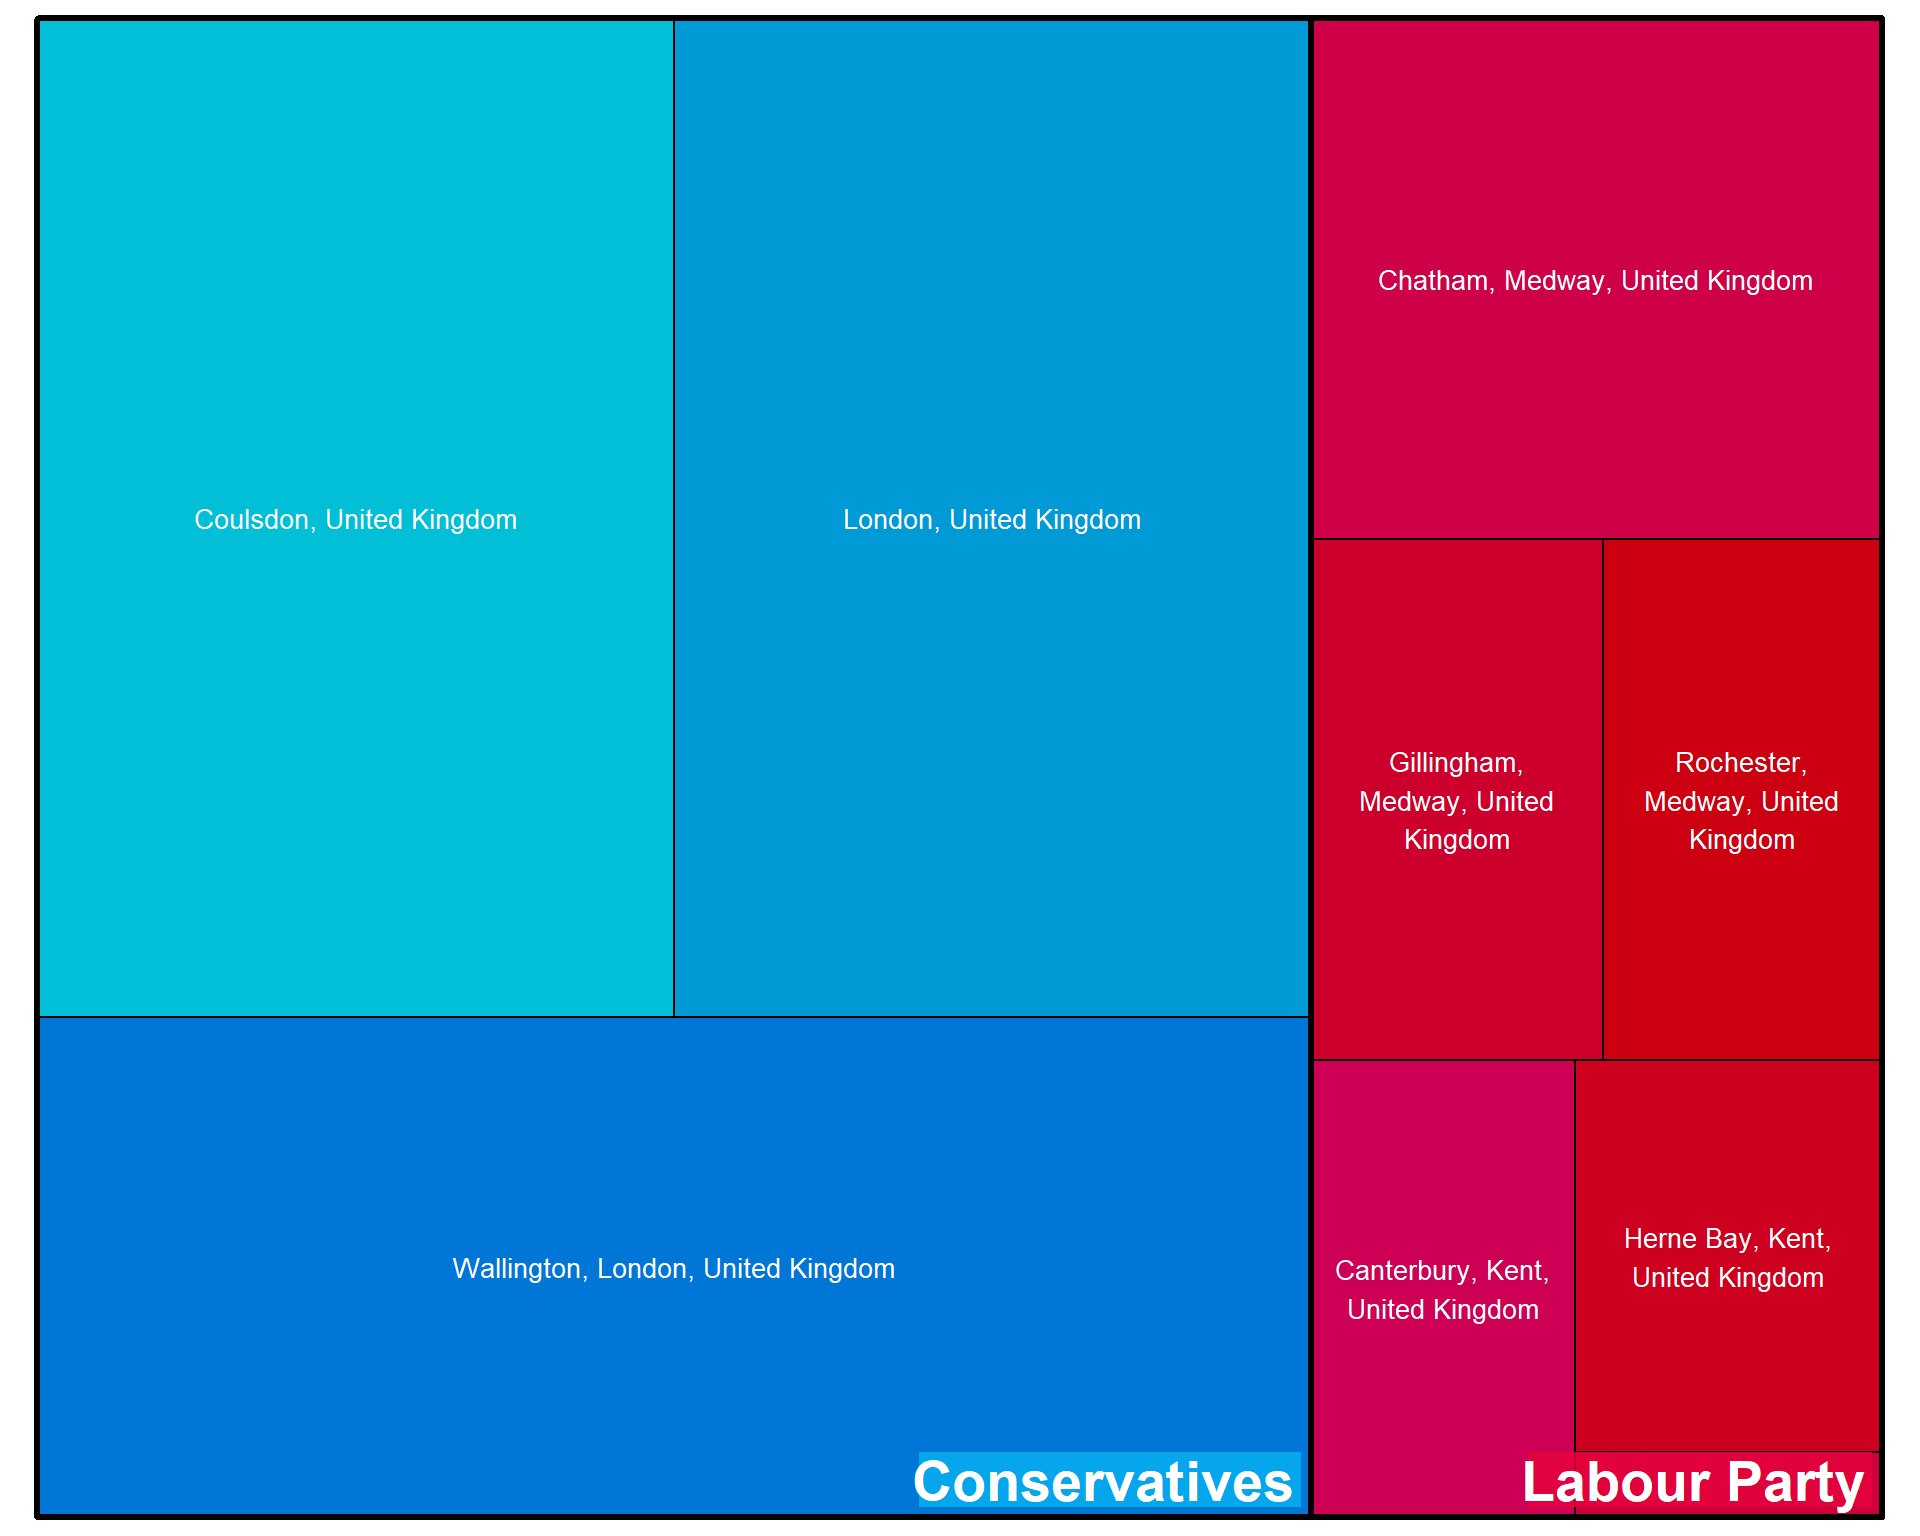 Coulsdon, United Kingdom
London, United Kingdom
Wallington, London, United Kingdom
Conservatives
Chatham, Medway, United Kingdom
Gillingham,
Medway, United
Kingdom
Rochester,
Medway, United
Kingdom
Canterbury, Kent,
United Kingdom
Herne Bay, Kent,
United Kingdom
Labour Party